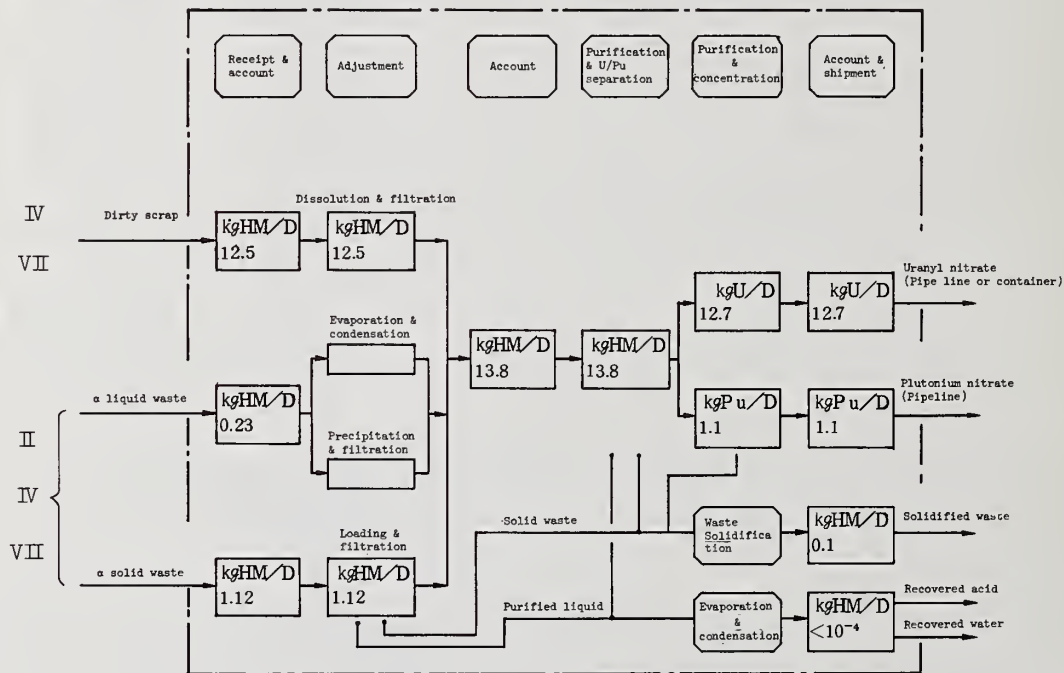 Receipt &
account
Adjustment
Account
Purification
& U/Pu
separation
Purification
&
concentration
Account &
shipment
IV
VII
Dirty scrap
Dissolution & filtration
kgHM/D
12.5
kgHM/D
12.5
Evaporation &
condensation
kgHM/D
13.8
kgHM/D
13.8
kgU/D
12.7
kgU/D
12.7
Uranyl nitrate
(Pipe line or container)
II
IV
VII
α liquid waste
kgHM/D
0.23
Precipitation
& filtration
kgPu/D
1.1
kgPu/D
1.1
Plutonium nitrate
(Pipeline)
Solid waste
Waste
Solidifica
tion
kgHM/D
0.1
Solidified waste
α solid waste
kgHM/D
1.12
Loading &
filtration
kgHM/D
1.12
Purified liquid
Evaporation
&
condensation
kgHM/D
<10⁻⁴
Recovered acid
Recovered water